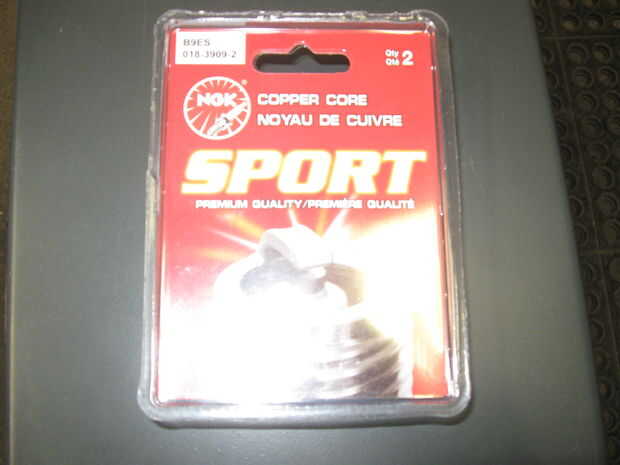 B9ES
018-3909-2
Qty
Qté 2
NGK
®
COPPER CORE
NOYAU DE CUIVRE
SPORT
PREMIUM QUALITY/PREMIÈRE QUALITÉ